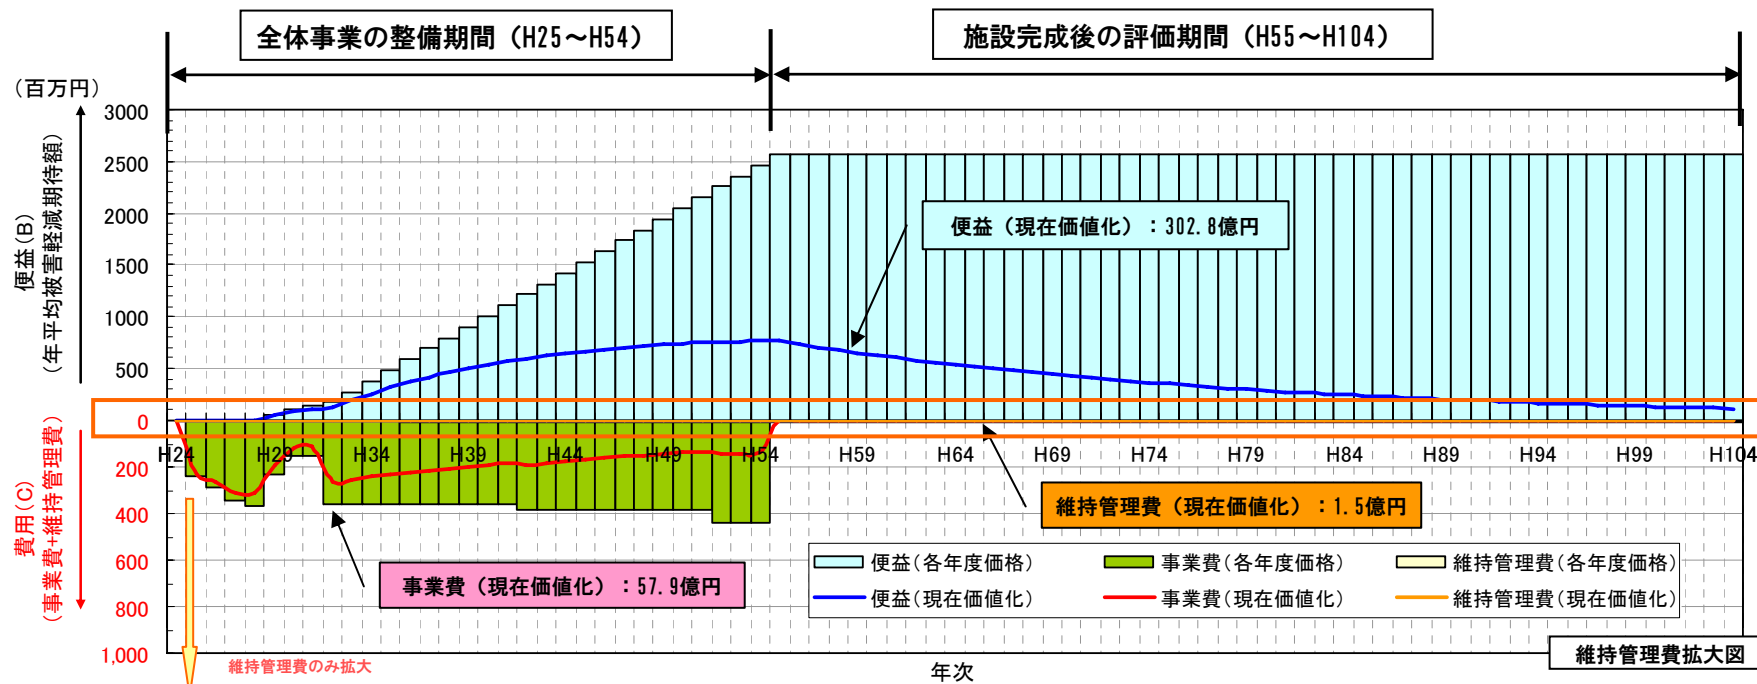 全体事業の整備期間（H25～H54）
施設完成後の評価期間（H55～H104）
（百万円）
3000
2500
2000
1500
1000
500
0
200
400
600
800
1,000
便益(B)
（年平均被害軽減期待額）
費用(C)
（事業費+維持管理費）
便益（現在価値化）：302.8億円
H24
H29
H34
H39
H44
H49
H54
H59
H64
H69
H74
H79
H84
H89
H94
H99
H104
維持管理費（現在価値化）：1.5億円
事業費（現在価値化）：57.9億円
便益(各年度価格)
事業費(各年度価格)
維持管理費(各年度価格)
便益(現在価値化)
事業費(現在価値化)
維持管理費(現在価値化)
維持管理費のみ拡大
年次
維持管理費拡大図